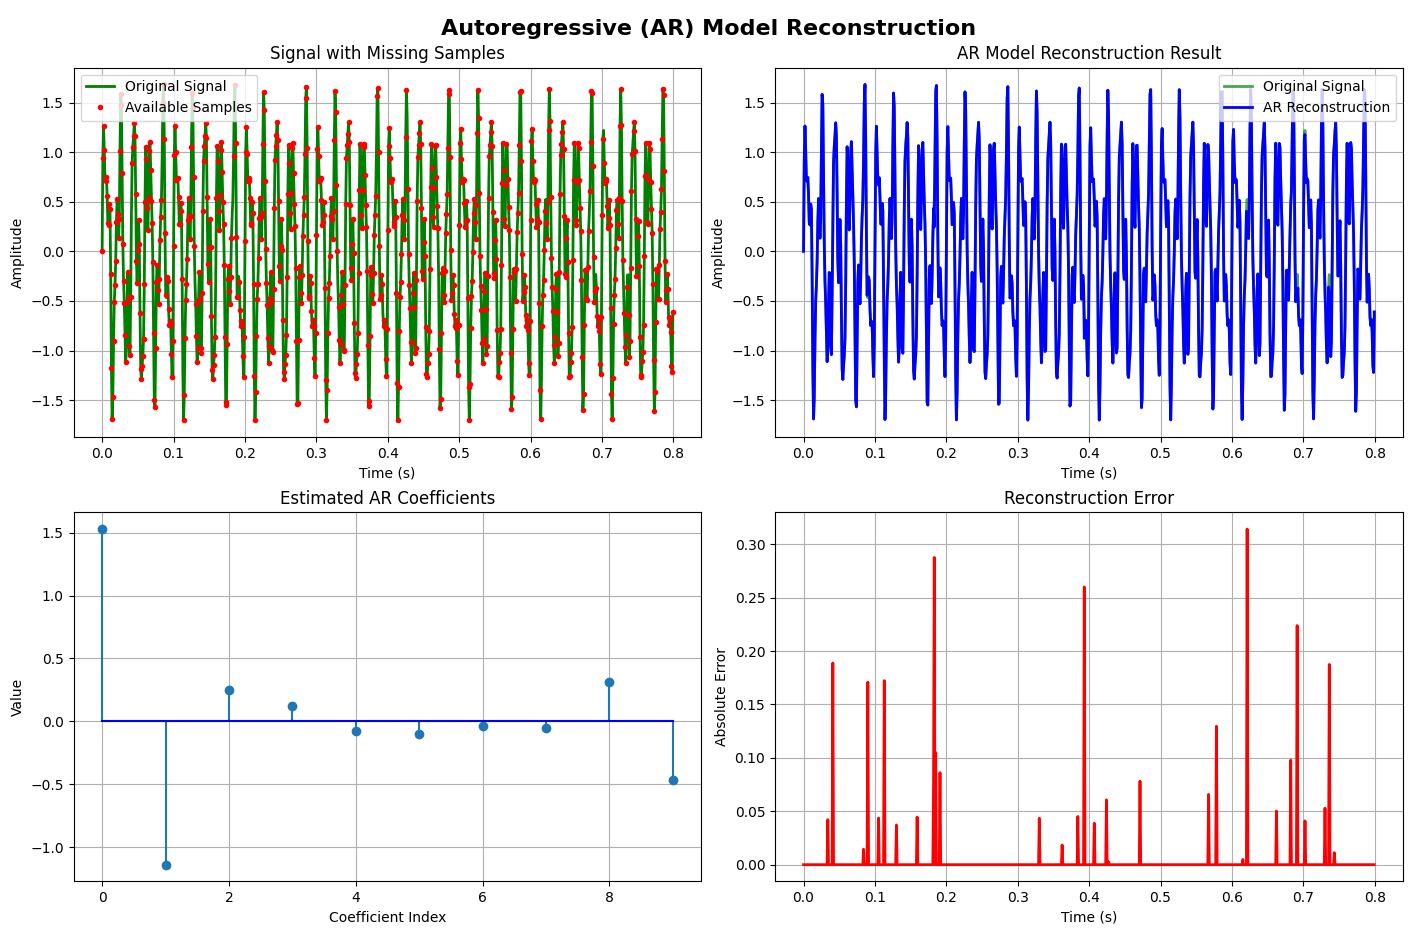 Autoregressive (AR) Model Reconstruction
Signal with Missing Samples
Original Signal
Available Samples
1.5
1.0
0.5
0.0
−0.5
−1.0
−1.5
Amplitude
0.0 0.1 0.2 0.3 0.4 0.5 0.6 0.7 0.8
Time (s)
AR Model Reconstruction Result
Original Signal
AR Reconstruction
1.5
1.0
0.5
0.0
−0.5
−1.0
−1.5
Amplitude
0.0 0.1 0.2 0.3 0.4 0.5 0.6 0.7 0.8
Time (s)
Estimated AR Coefficients
1.5
1.0
0.5
0.0
−0.5
−1.0
Value
0 2 4 6 8
Coefficient Index
Reconstruction Error
0.30
0.25
0.20
0.15
0.10
0.05
0.00
Absolute Error
0.0 0.1 0.2 0.3 0.4 0.5 0.6 0.7 0.8
Time (s)